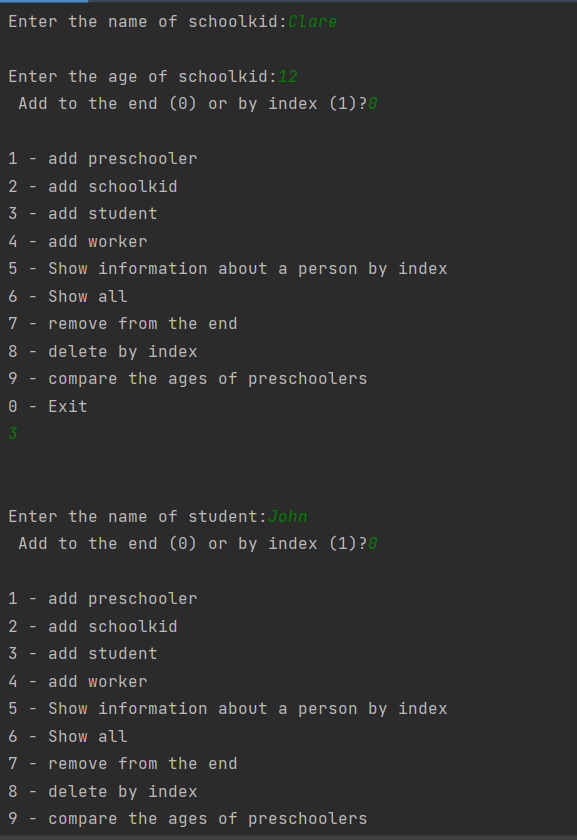 Enter the name of schoolkid:Clare
Enter the age of schoolkid:12
Add to the end (0) or by index (1)?0
1 - add preschooler
2 - add schoolkid
3 - add student
4 - add worker
5 - Show information about a person by index
6 - Show all
7 - remove from the end
8 - delete by index
9 - compare the ages of preschoolers
0 - Exit
3
Enter the name of student:John
Add to the end (0) or by index (1)?0
1 - add preschooler
2 - add schoolkid
3 - add student
4 - add worker
5 - Show information about a person by index
6 - Show all
7 - remove from the end
8 - delete by index
9 - compare the ages of preschoolers